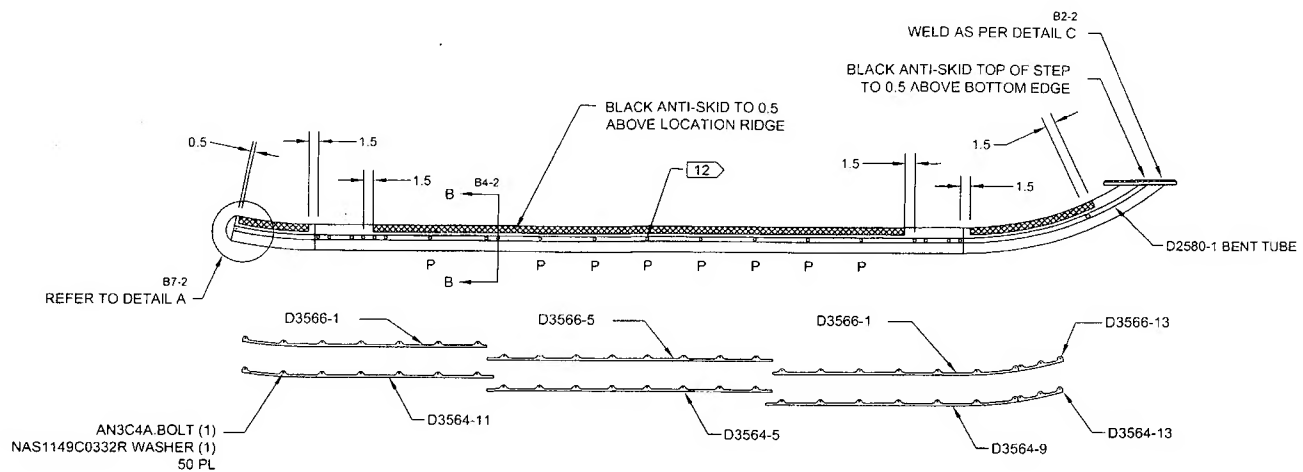 B2-2
WELD AS PER DETAIL C
BLACK ANTI-SKID TOP OF STEP
TO 0.5 ABOVE BOTTOM EDGE
BLACK ANTI-SKID TO 0.5
ABOVE LOCATION RIDGE
0.5
1.5
1.5
B
B4-2
12
1.5
1.5
1.5
D2580-1 BENT TUBE
B7-2
REFER TO DETAIL A
B
P
P
P
P
P
P
P
P
D3566-1
D3566-5
D3566-1
D3566-13
AN3C4A.BOLT (1)
NAS1149C0332R WASHER (1)
50 PL
D3564-11
D3564-5
D3564-9
D3564-13